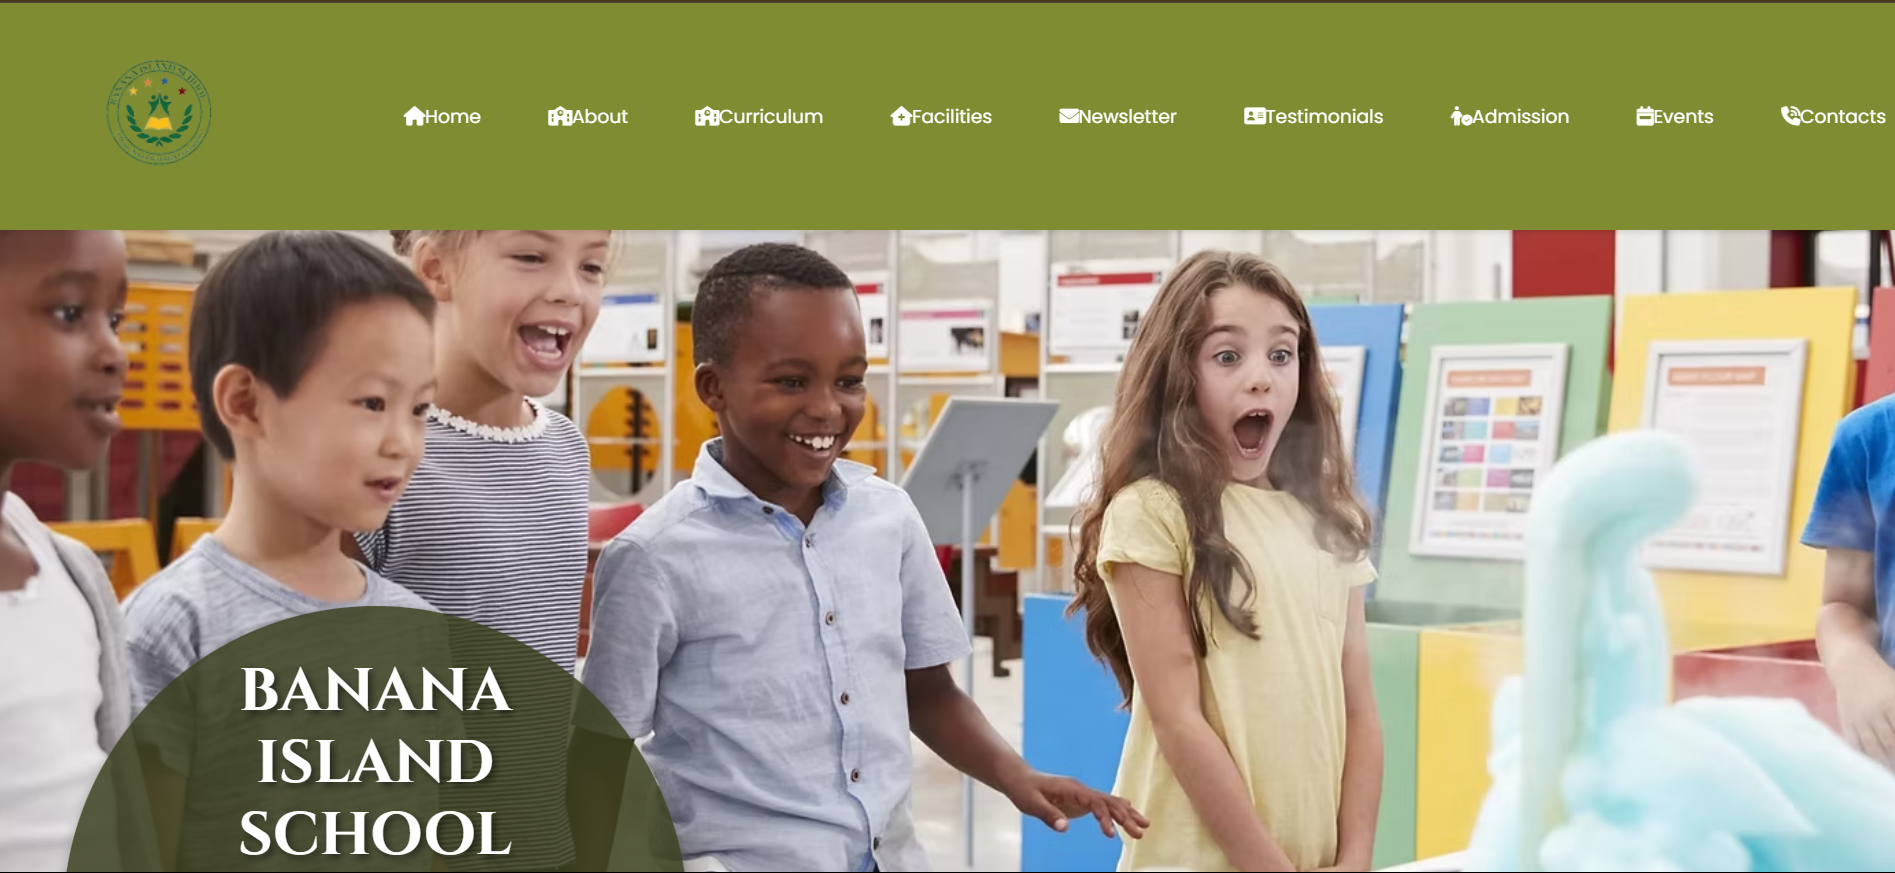 BANANA ISLAND SCHOOL
Home About Curriculum Facilities Newsletter Testimonials Admission Events Contacts
BANANA
ISLAND
SCHOOL